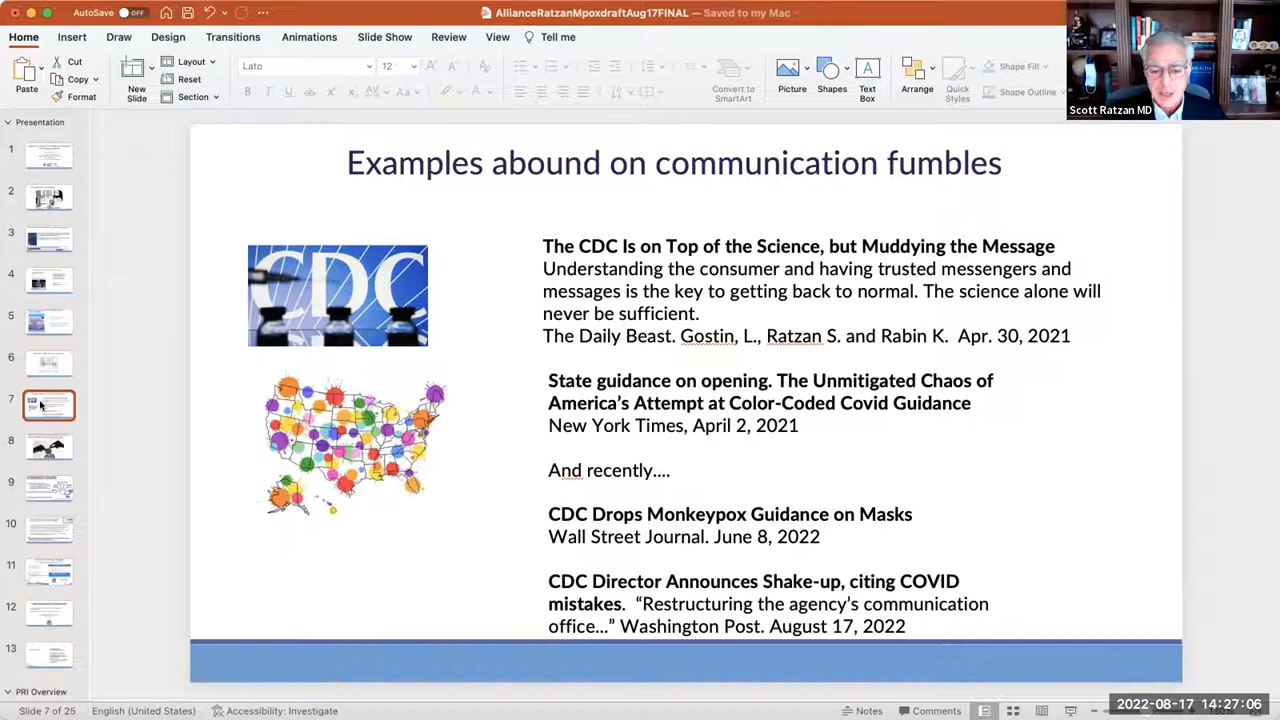 AutoSave OFF
AllianceRatzanMpoxdraftAug17FINAL — Saved to my Mac
Home Insert Draw Design Transitions Animations Slide Show Review View Tell me
Paste
Cut
Copy
Format
New Slide
Layout
Reset
Section
Lato
Convert to SmartArt
Picture
Shapes
Text Box
Arrange
Quick Styles
Shape Fill
Shape Outline
Scott Ratzan MD
Presentation
1
2
3
4
5
7
8
9
10
11
12
13
PRI Overview
Examples abound on communication fumbles
CDC
The CDC Is on Top of the Science, but Muddying the Message
Understanding the consumer and having trusted messengers and
messages is the key to getting back to normal. The science alone will
never be sufficient.
The Daily Beast. Gostin, L., Ratzan S. and Rabin K. Apr. 30, 2021
State guidance on opening. The Unmitigated Chaos of
America’s Attempt at Color-Coded Covid Guidance
New York Times, April 2, 2021
And recently....
CDC Drops Monkeypox Guidance on Masks
Wall Street Journal. June 8, 2022
CDC Director Announces Shake-up, citing COVID
mistakes. “Restructuring the agency’s communication
office...” Washington Post. August 17, 2022
Slide 7 of 25 English (United States) Accessibility: Investigate
Notes Comments
2022-08-17 14:27:06